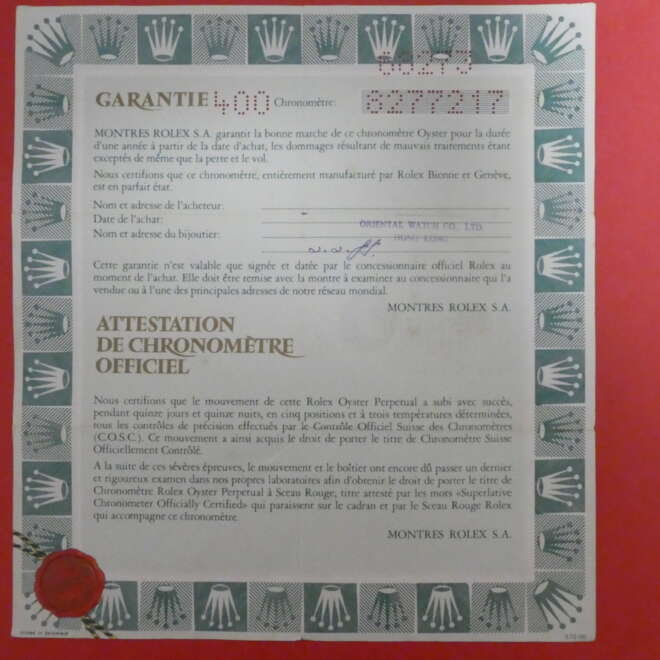 68273
GARANTIE 400 Chronomètre: 8277217
MONTRES ROLEX S.A. garantit la bonne marche de ce chronomètre Oyster pour la durée
d'une année à partir de la date d'achat, les dommages résultant de mauvais traitements étant
exceptés de même que la perte et le vol.
Nous certifions que ce chronomètre, entièrement manufacturé par Rolex Bienne et Genève,
est en parfait état.
Nom et adresse de l'acheteur:
Date de l'achat:
ORIENTAL WATCH CO., LTD.
Nom et adresse du bijoutier:
HONG KONG
Cette garantie n'est valable que signée et datée par le concessionnaire officiel Rolex au
moment de l'achat. Elle doit être remise avec la montre à examiner au concessionnaire qui l'a
vendue ou à l'une des principales adresses de notre réseau mondial.
MONTRES ROLEX S.A.
ATTESTATION
DE CHRONOMÈTRE
OFFICIEL
Nous certifions que le mouvement de cette Rolex Oyster Perpetual a subi avec succès,
pendant quinze jours et quinze nuits, en cinq positions et à trois températures déterminées,
tous les contrôles de précision effectués par le Contrôle Officiel Suisse des Chronomètres
(C.O.S.C.). Ce mouvement a ainsi acquis le droit de porter le titre de Chronomètre Suisse
Officiellement Contrôlé.
A la suite de ces sévères épreuves, le mouvement et le boîtier ont encore dû passer un dernier
et rigoureux examen dans nos propres laboratoires afin d'obtenir le droit de porter le titre de
Chronomètre Rolex Oyster Perpetual à Sceau Rouge, titre attesté par les mots «Superlative
Chronometer Officially Certified» qui paraissent sur le cadran et par le Sceau Rouge Rolex
qui accompagne ce chronomètre.
MONTRES ROLEX S.A.